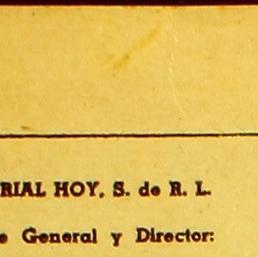 RIAL HOY, S. de R. L.
e General y Director: